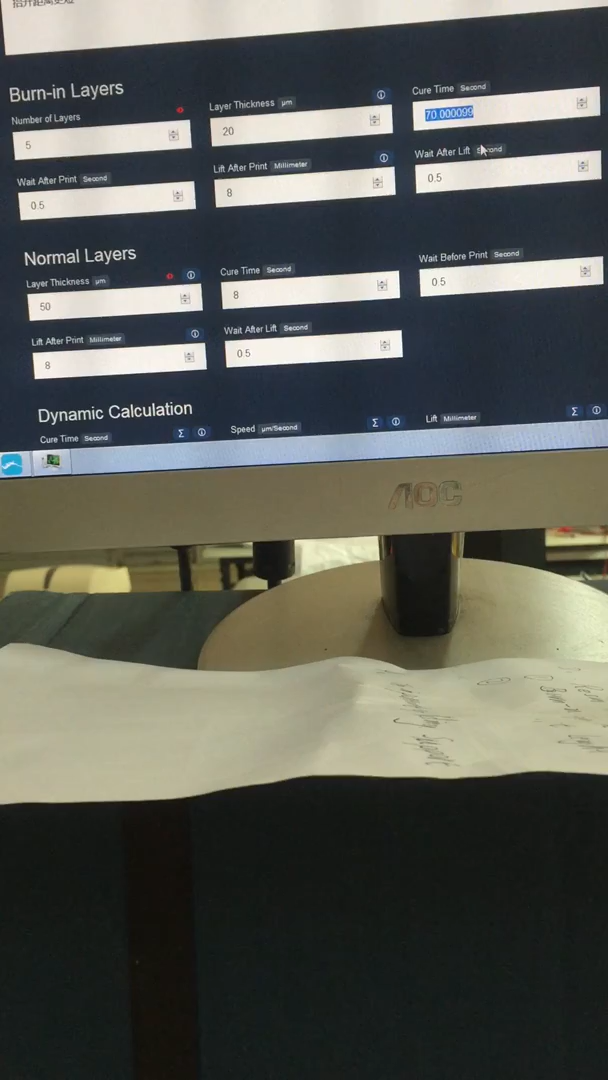 Burn-in Layers
Number of Layers
Layer Thickness µm
Cure Time Second
5
20
70.000099
Wait After Print Second
Lift After Print Millimeter
Wait After Lift Second
0.5
8
0.5
Normal Layers
Layer Thickness µm
Cure Time Second
Wait Before Print Second
50
8
0.5
Lift After Print Millimeter
Wait After Lift Second
8
0.5
Dynamic Calculation
Cure Time Second
Speed µm/Second
Lift Millimeter
AOC